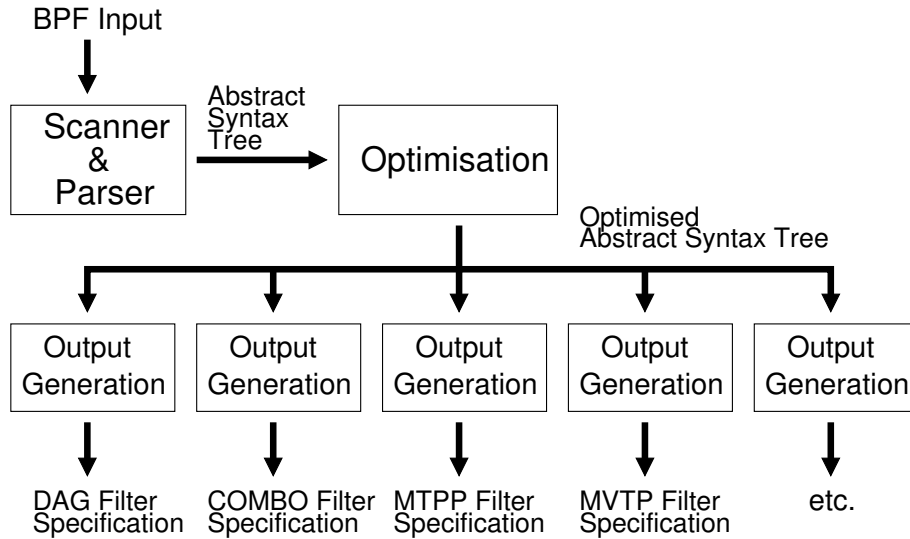 BPF Input
Scanner
&
Parser
Abstract
Syntax
Tree
Optimisation
Optimised
Abstract Syntax Tree
Output
Generation
Output
Generation
Output
Generation
Output
Generation
Output
Generation
DAG Filter
Specification
COMBO Filter
Specification
MTPP Filter
Specification
MVTP Filter
Specification
etc.